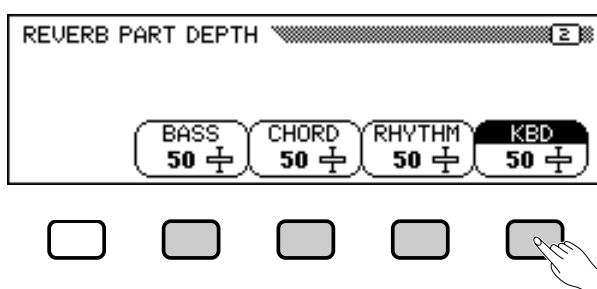 REVERB PART DEPTH 2
BASS CHORD RHYTHM KBD
50 50 50 50